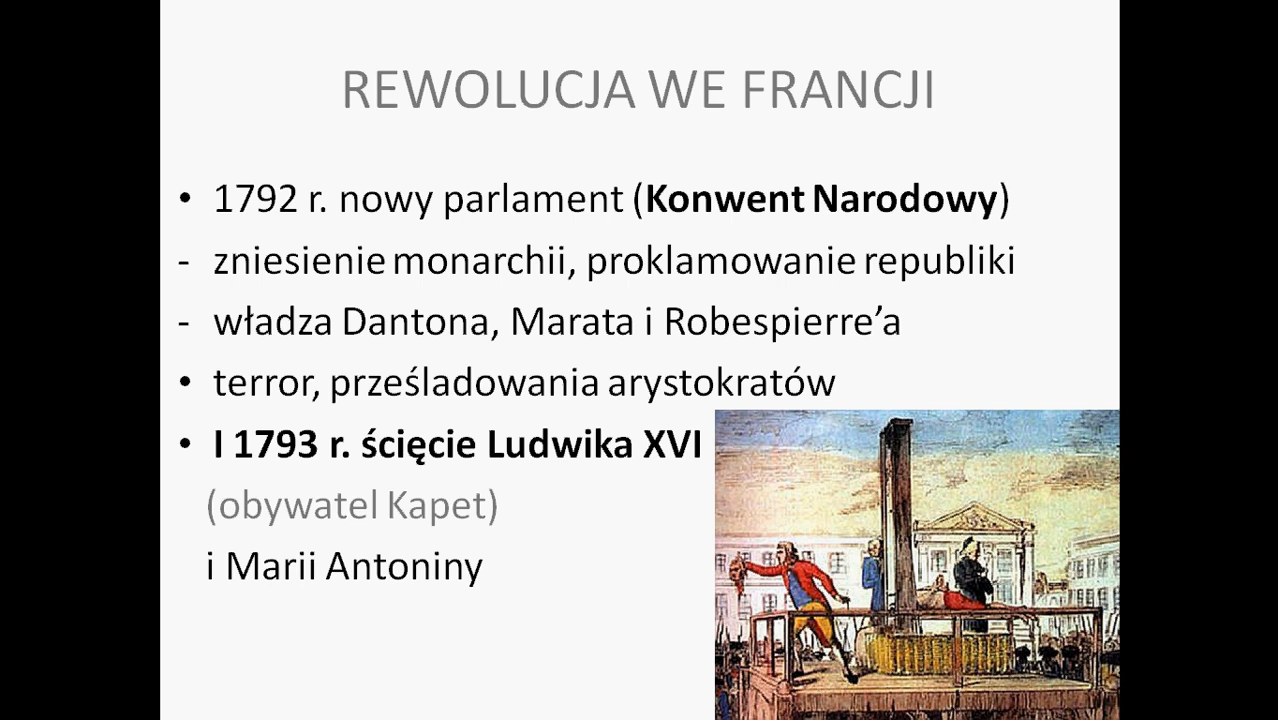 REWOLUCJA WE FRANCJI
• 1792 r. nowy parlament (Konwent Narodowy)
- zniesienie monarchii, proklamowanie republiki
- władza Dantona, Marata i Robespierre’a
• terror, prześladowania arystokratów
• I 1793 r. ścięcie Ludwika XVI
(obywatel Kapet)
i Marii Antoniny